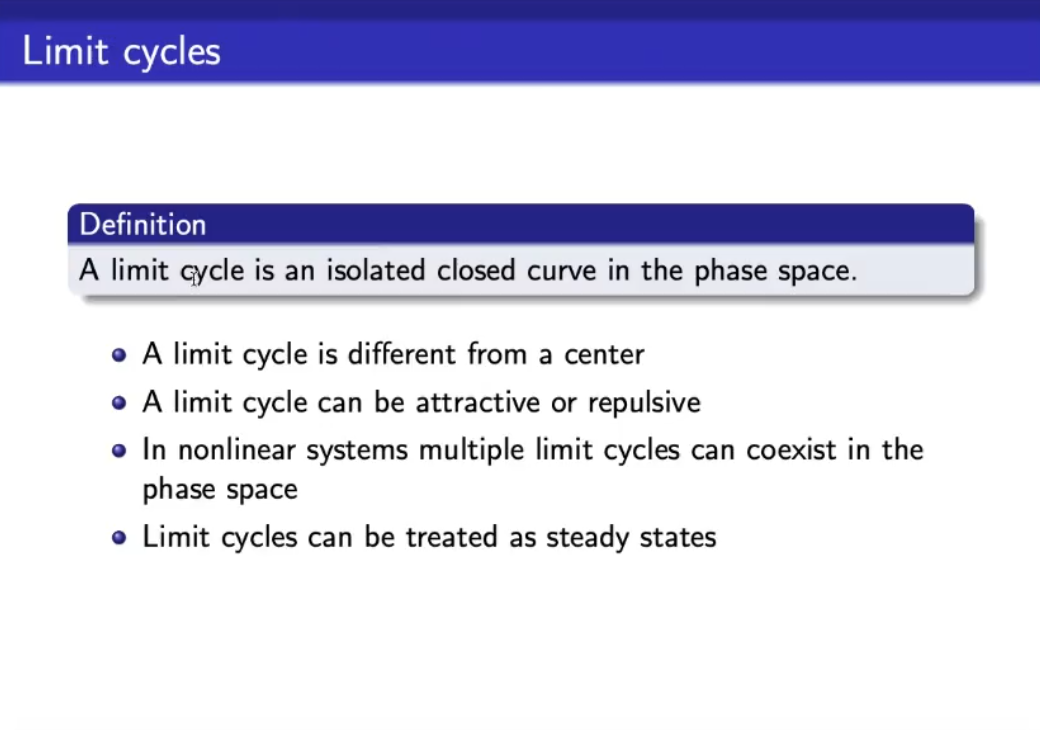 Limit cycles
Definition
A limit cycle is an isolated closed curve in the phase space.
A limit cycle is different from a center
A limit cycle can be attractive or repulsive
In nonlinear systems multiple limit cycles can coexist in the
phase space
Limit cycles can be treated as steady states